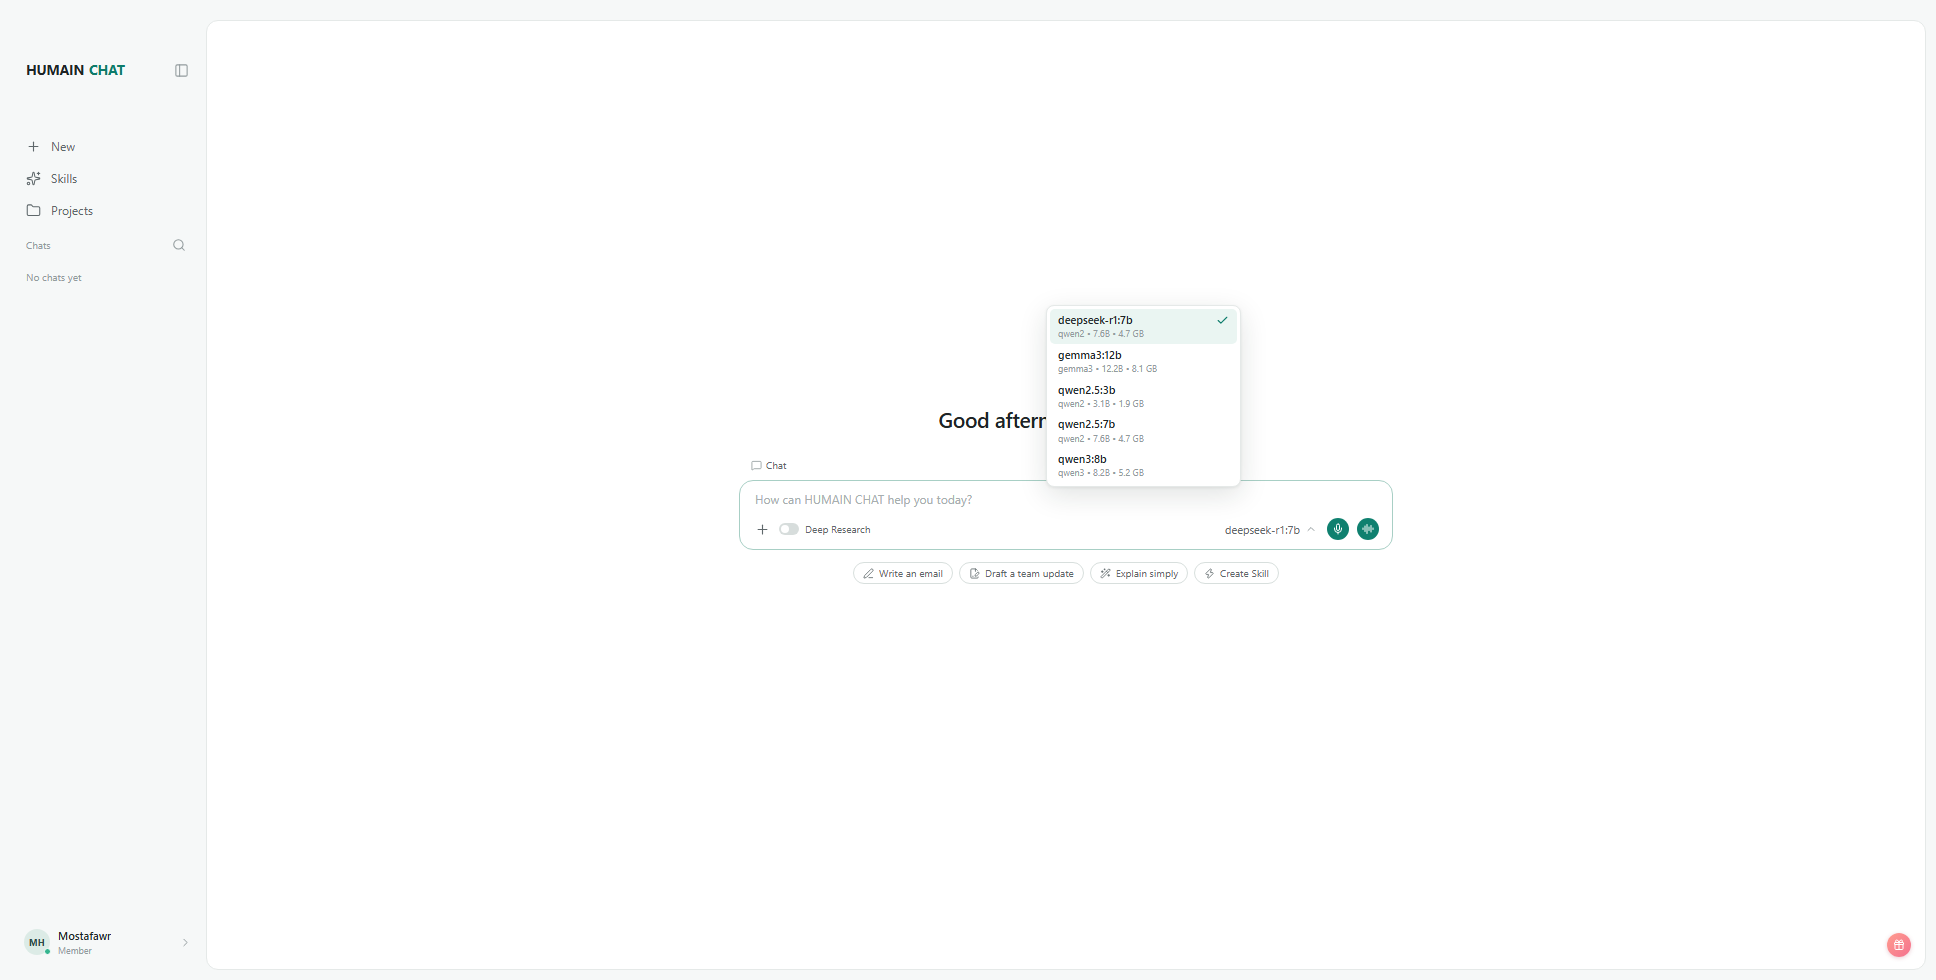 HUMAIN CHAT
New
Skills
Projects
Chats
No chats yet
deepseek-r1:7b
qwen2 • 7.6B • 4.7 GB
gemma3:12b
gemma3 • 12.2B • 8.1 GB
qwen2.5:3b
qwen2 • 3.1B • 1.9 GB
qwen2.5:7b
qwen2 • 7.6B • 4.7 GB
qwen3:8b
qwen3 • 8.2B • 5.2 GB
Good
Chat
How can HUMAIN CHAT help you today?
Deep Research
deepseek-r1:7b
Write an email
Draft a team update
Explain simply
Create Skill
MH
Mostafawr
Member